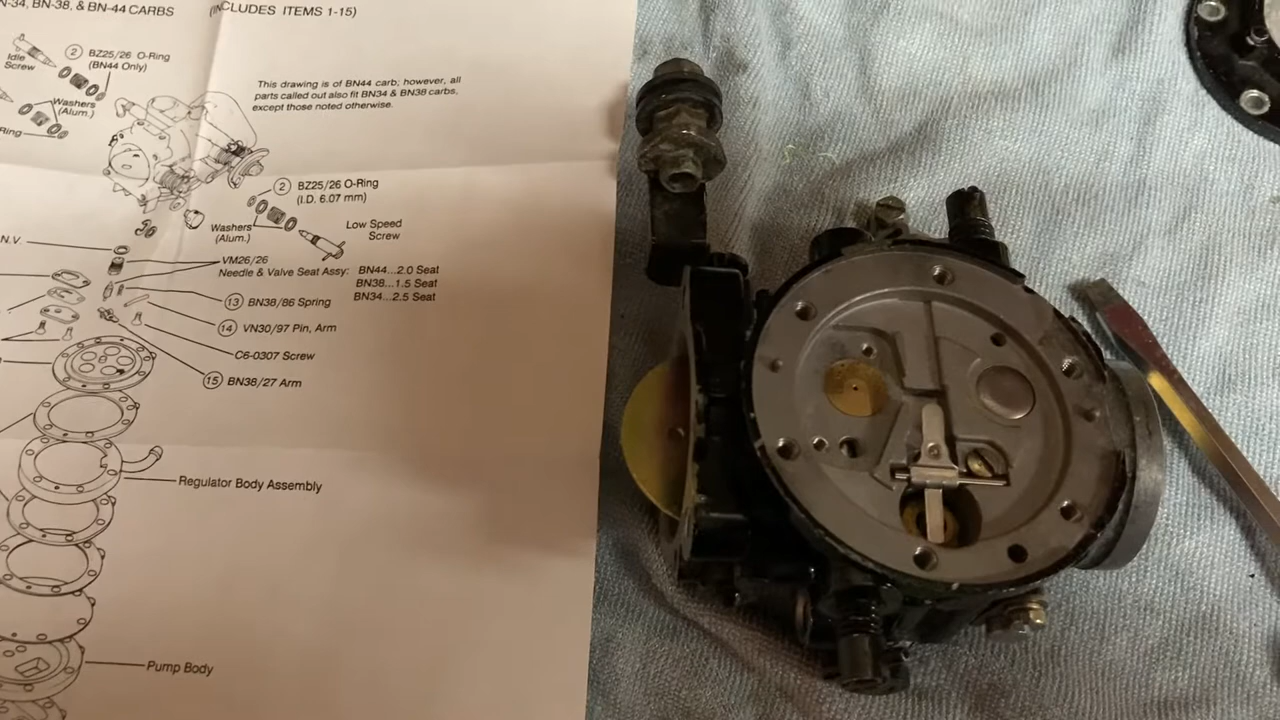 N-34, BN-38, & BN-44 CARBS (INCLUDES ITEMS 1-15)
Idle
Screw
2 BZ25/26 O-Ring
(BN44 Only)
Washers
(Alum.)
Ring
This drawing is of BN44 carb; however, all
parts called out also fit BN34 & BN38 carbs,
except those noted otherwise.
2 BZ25/26 O-Ring
(I.D. 6.07 mm)
Washers
(Alum.)
Low Speed
Screw
N.V.
VM26/26
Needle & Valve Seat Assy: BN44...2.0 Seat
BN38...1.5 Seat
BN34...2.5 Seat
13 BN38/86 Spring
14 VN30/97 Pin, Arm
C6-0307 Screw
15 BN38/27 Arm
Regulator Body Assembly
Pump Body